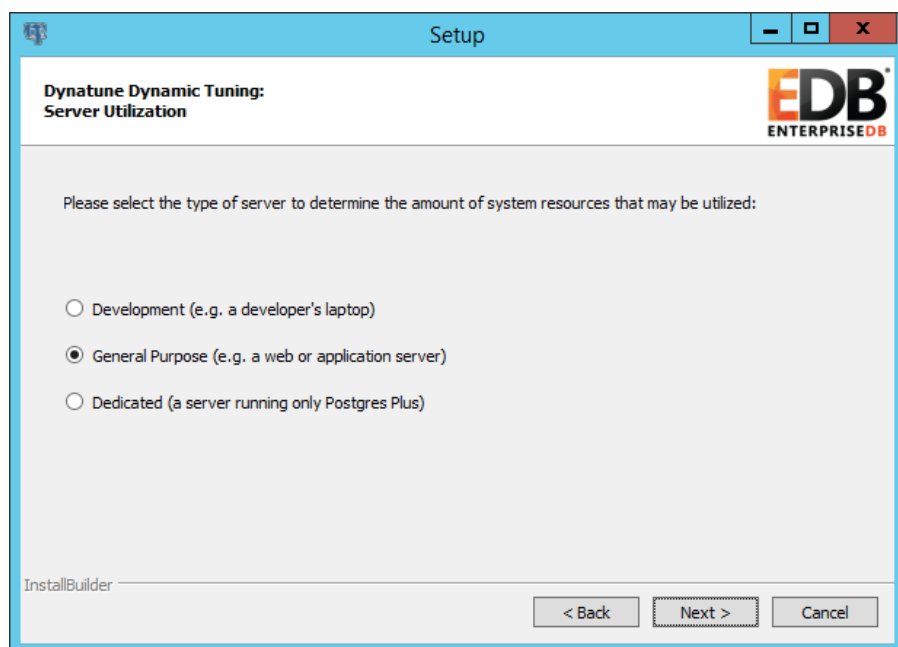 Setup
Dynatune Dynamic Tuning:
Server Utilization
EDB
ENTERPRISEDB
Please select the type of server to determine the amount of system resources that may be utilized:
Development (e.g. a developer's laptop)
General Purpose (e.g. a web or application server)
Dedicated (a server running only Postgres Plus)
InstallBuilder
< Back Next > Cancel